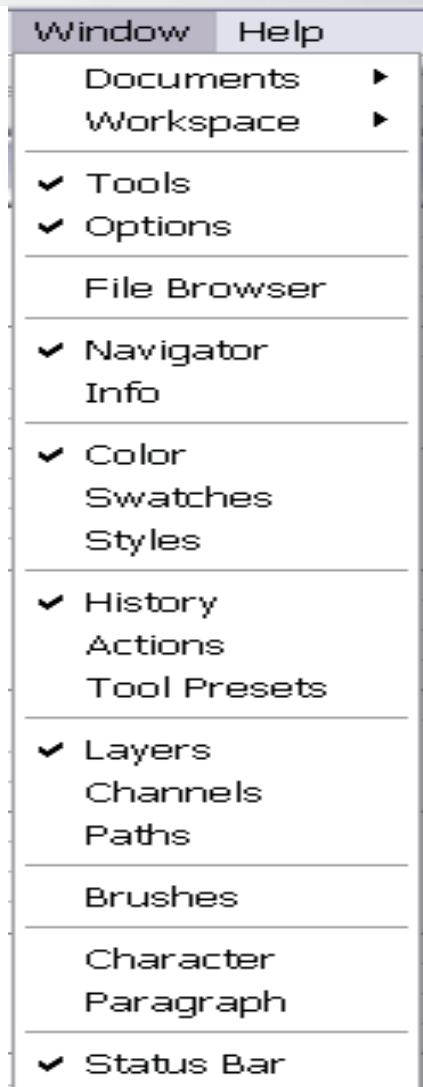 Window Help
Documents
Workspace
Tools
Options
File Browser
Navigator
Info
Color
Swatches
Styles
History
Actions
Tool Presets
Layers
Channels
Paths
Brushes
Character
Paragraph
Status Bar